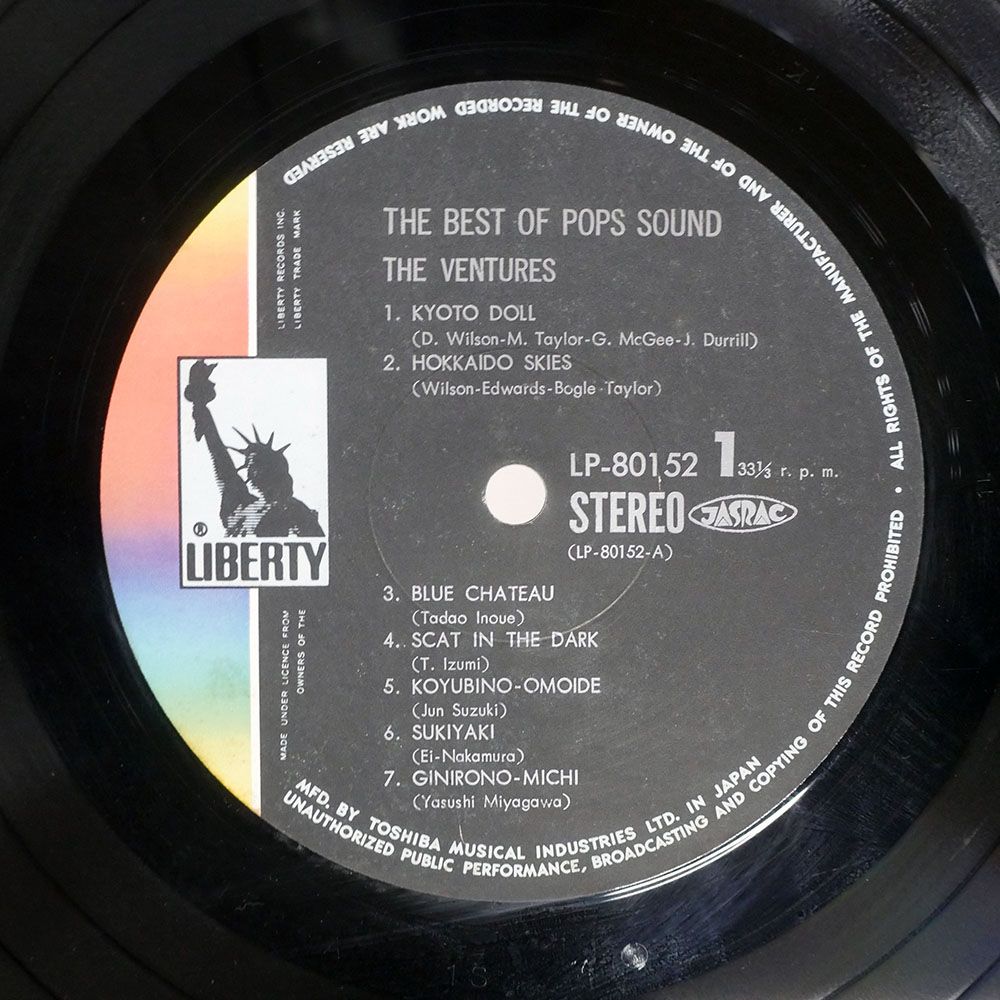 THE BEST OF POPS SOUND
THE VENTURES
1. KYOTO DOLL
(D. Wilson-M. Taylor-G. McGee-J. Durrill)
2. HOKKAIDO SKIES
(Wilson-Edwards-Bogle-Taylor)
LP-80152 1 33⅓ r. p. m.
STEREO JASRAC
(LP-80152-A)
3. BLUE CHATEAU
(Tadao Inoue)
4. SCAT IN THE DARK
(T. Izumi)
5. KOYUBINO-OMOIDE
(Jun Suzuki)
6. SUKIYAKI
(Ei-Nakamura)
7. GINIRONO-MICHI
(Yasushi Miyagawa)
LIBERTY RECORDS INC.
LIBERTY TRADE MARK
®
LIBERTY
MADE UNDER LICENCE FROM
OWNERS OF THE
MFD. BY TOSHIBA MUSICAL INDUSTRIES LTD. IN JAPAN
UNAUTHORIZED PUBLIC PERFORMANCE, BROADCASTING AND COPYING OF THIS RECORD PROHIBITED • ALL RIGHTS OF THE MANUFACTURER AND OF THE OWNER OF THE RECORDED WORK ARE RESERVED